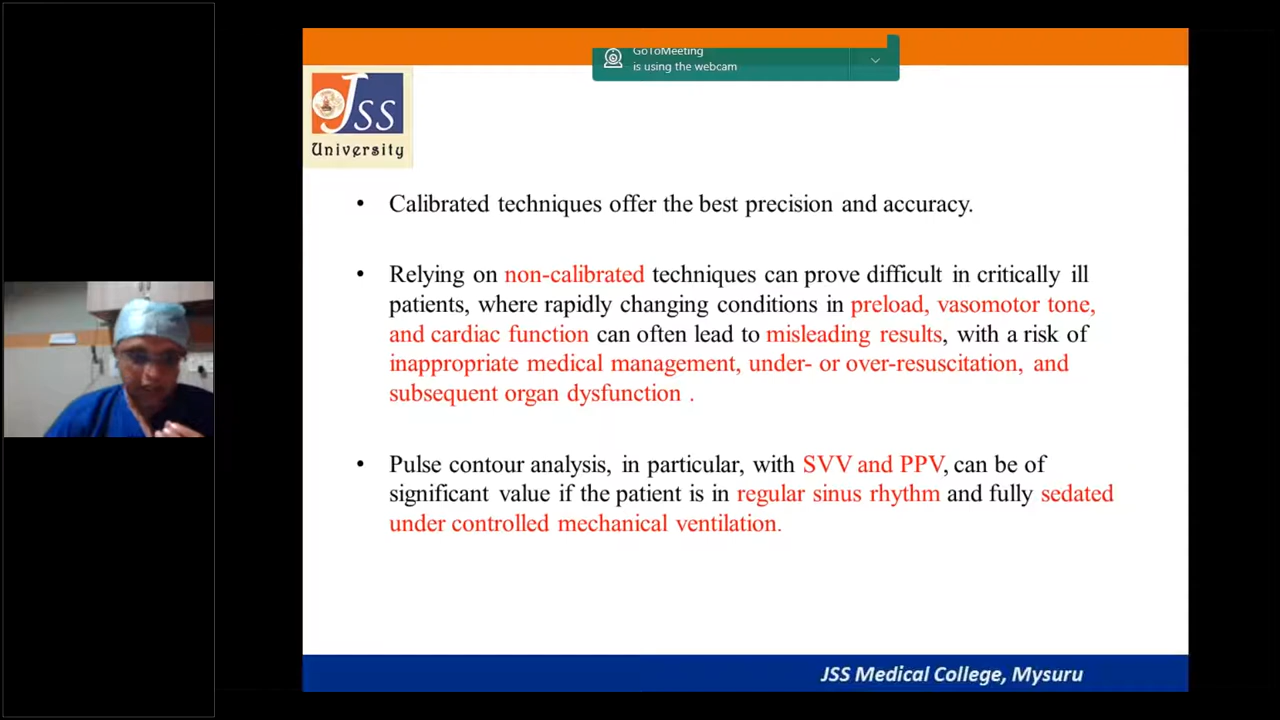 GoToMeeting
is using the webcam
JSS
University
• Calibrated techniques offer the best precision and accuracy.
• Relying on non-calibrated techniques can prove difficult in critically ill
patients, where rapidly changing conditions in preload, vasomotor tone,
and cardiac function can often lead to misleading results, with a risk of
inappropriate medical management, under- or over-resuscitation, and
subsequent organ dysfunction .
• Pulse contour analysis, in particular, with SVV and PPV, can be of
significant value if the patient is in regular sinus rhythm and fully sedated
under controlled mechanical ventilation.
JSS Medical College, Mysuru